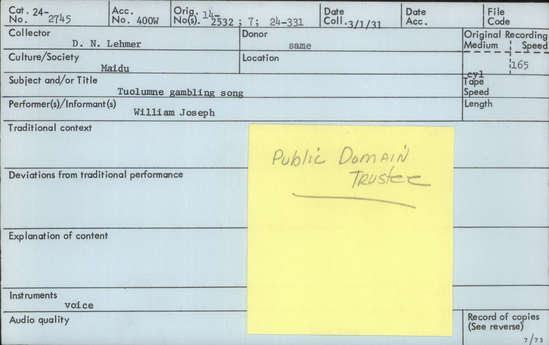 Cat. 24- Acc. Orig. 14- Date Date File
No. 2745 No. 400W No(s). 2532 ; 7; 24-331 Coll. 3/1/31 Acc. Code
Collector Donor Original Recording
D. N. Lehmer same Medium Speed
Culture/Society Location 165
Maidu cyl
Subject and/or Title Tape
Tuolumne gambling song Speed
Performer(s)/Informant(s) Length
William Joseph
Traditional context
Public Domain
Trustee
Deviations from traditional performance
Explanation of content
Instruments
voice
Audio quality Record of copies
(See reverse)
7/73